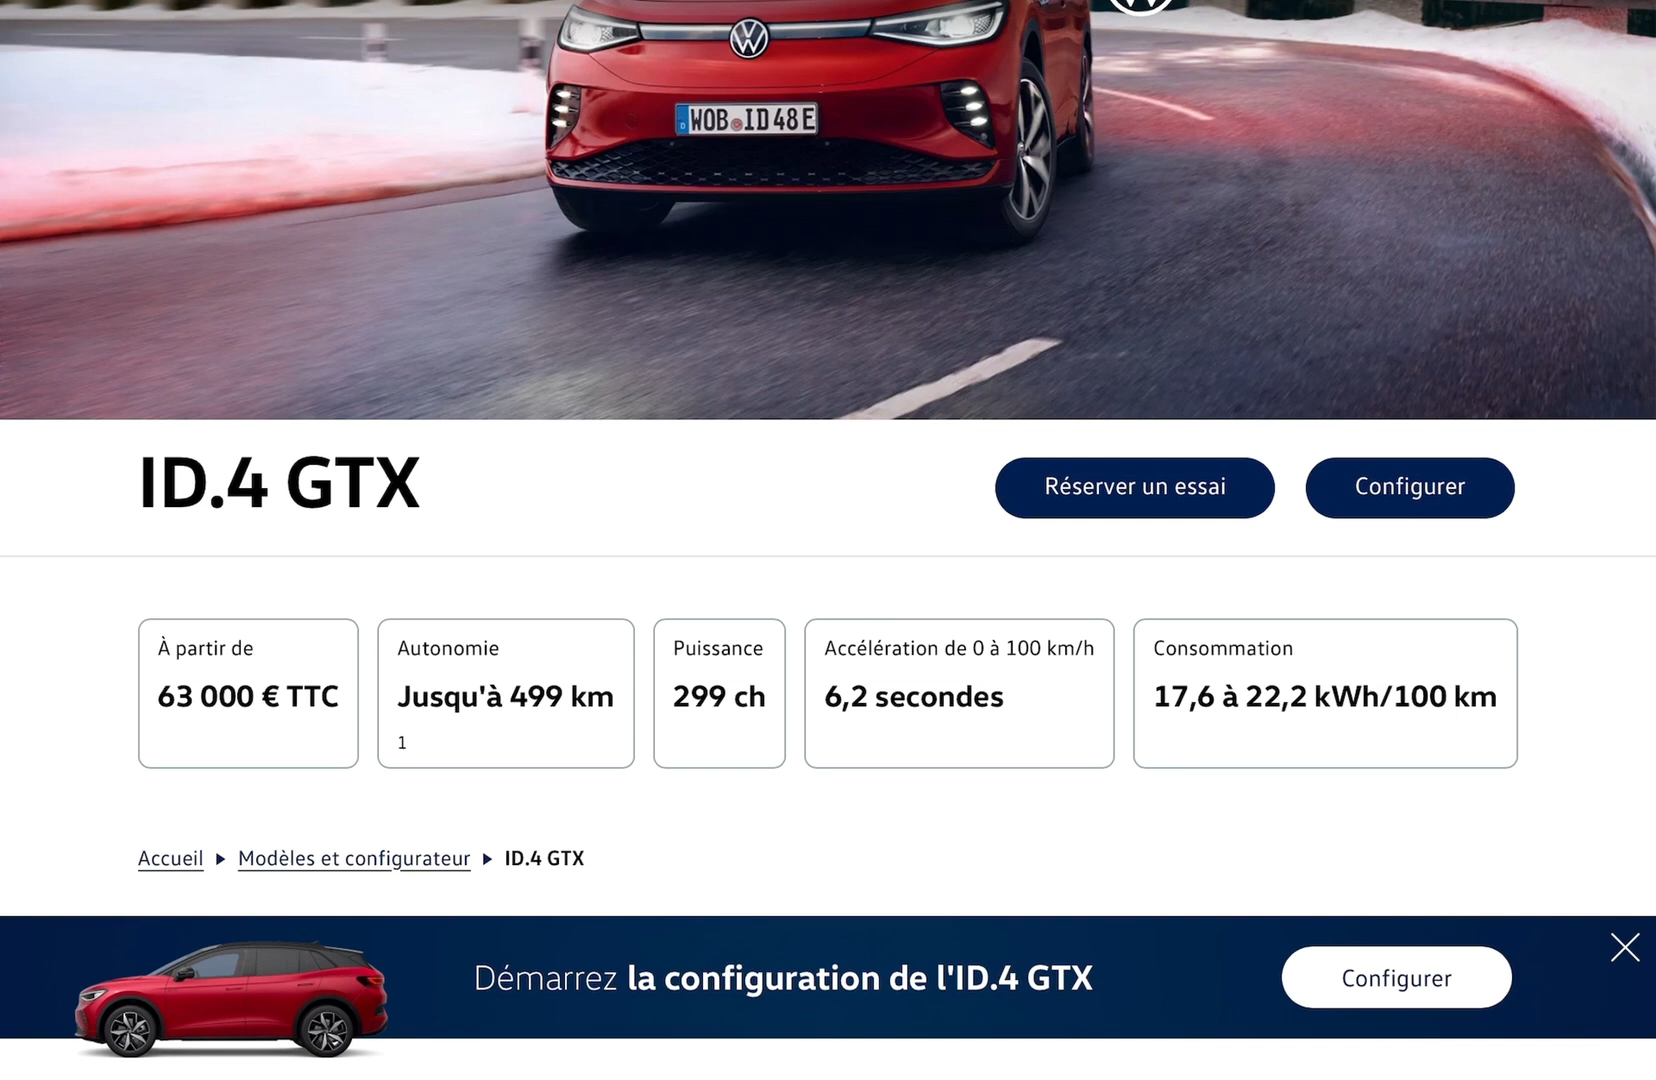 WOB ID 48 E
ID.4 GTX
Réserver un essai
Configurer
À partir de
63 000 € TTC
Autonomie
Jusqu'à 499 km
1
Puissance
299 ch
Accélération de 0 à 100 km/h
6,2 secondes
Consommation
17,6 à 22,2 kWh/100 km
Accueil Modèles et configurateur ID.4 GTX
Démarrez la configuration de l'ID.4 GTX
Configurer